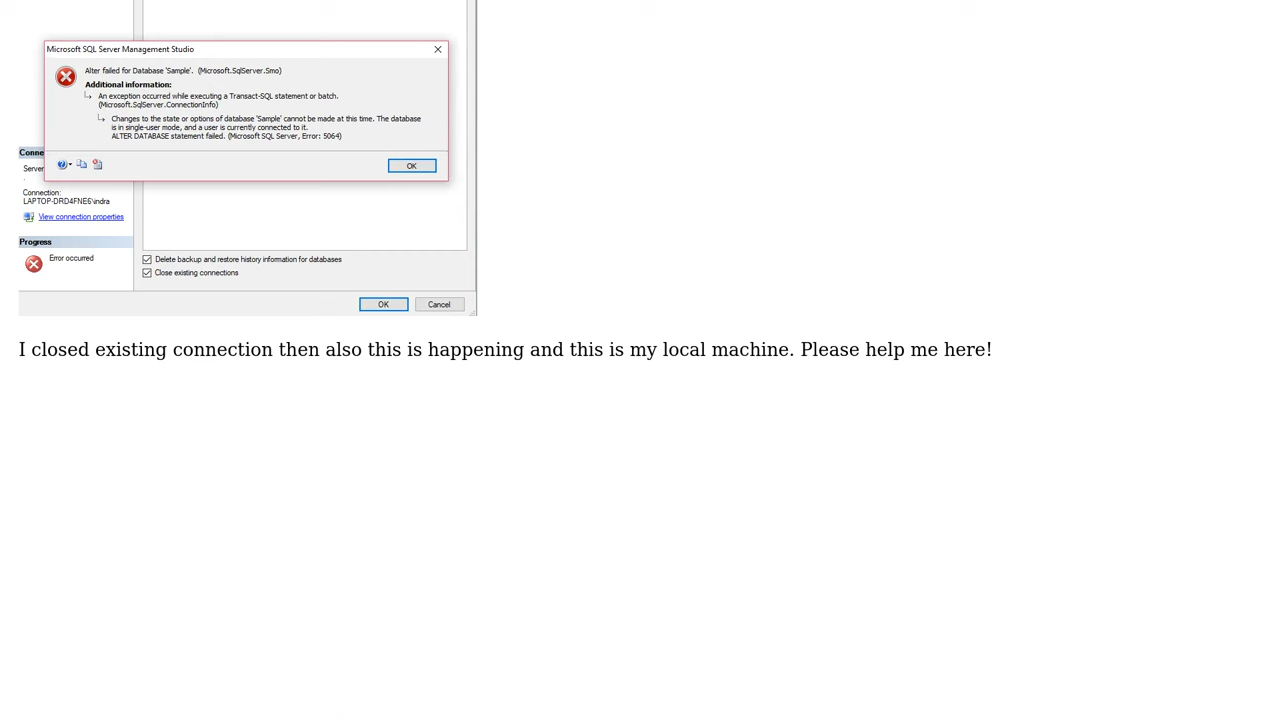 Microsoft SQL Server Management Studio
Alter failed for Database 'Sample'. (Microsoft.SqlServer.Smo)
Additional information:
An exception occurred while executing a Transact-SQL statement or batch.
(Microsoft.SqlServer.ConnectionInfo)
Changes to the state or options of database 'Sample' cannot be made at this time. The database
is in single-user mode, and a user is currently connected to it.
ALTER DATABASE statement failed. (Microsoft SQL Server, Error: 5064)
OK
Conne
Server
.
Connection:
LAPTOP-DRD4FNE6\indra
View connection properties
Progress
Error occurred
Delete backup and restore history information for databases
Close existing connections
OK Cancel
I closed existing connection then also this is happening and this is my local machine. Please help me here!